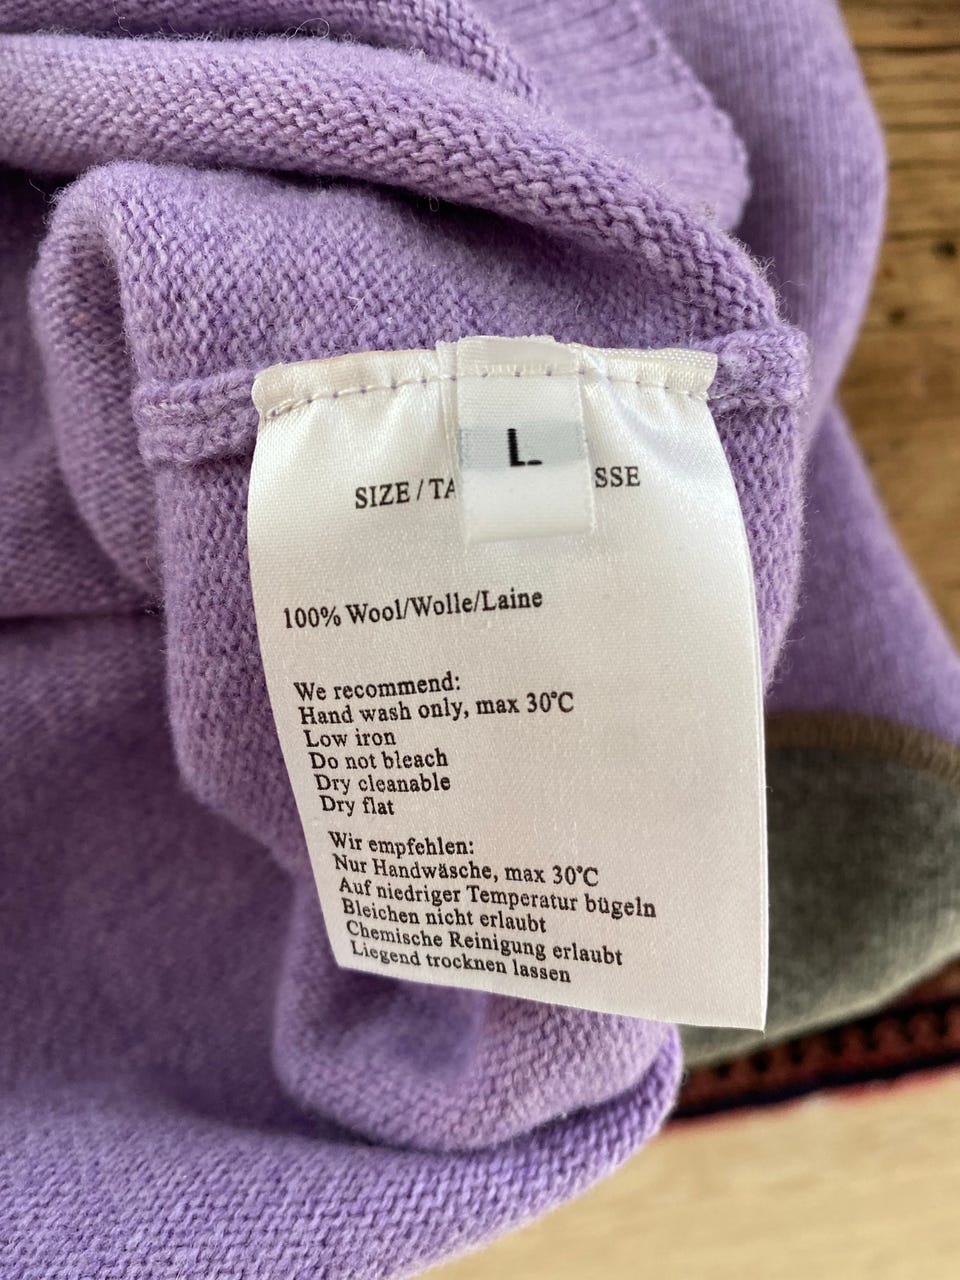 L
SIZE / TA SSE
100% Wool/Wolle/Laine
We recommend:
Hand wash only, max 30°C
Low iron
Do not bleach
Dry cleanable
Dry flat
Wir empfehlen:
Nur Handwäsche, max 30°C
Auf niedriger Temperatur bügeln
Bleichen nicht erlaubt
Chemische Reinigung erlaubt
Liegend trocknen lassen